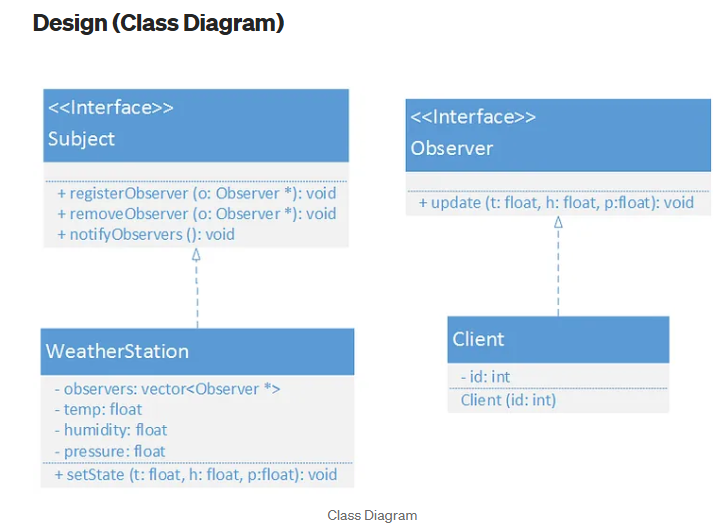 Design (Class Diagram)
<<Interface>>
Subject
+ registerObserver (o: Observer *): void
+ removeObserver (o: Observer *): void
+ notifyObservers (): void
<<Interface>>
Observer
+ update (t: float, h: float, p:float): void
WeatherStation
- observers: vector<Observer *>
- temp: float
- humidity: float
- pressure: float
+ setState (t: float, h: float, p:float): void
Client
- id: int
Client (id: int)
Class Diagram